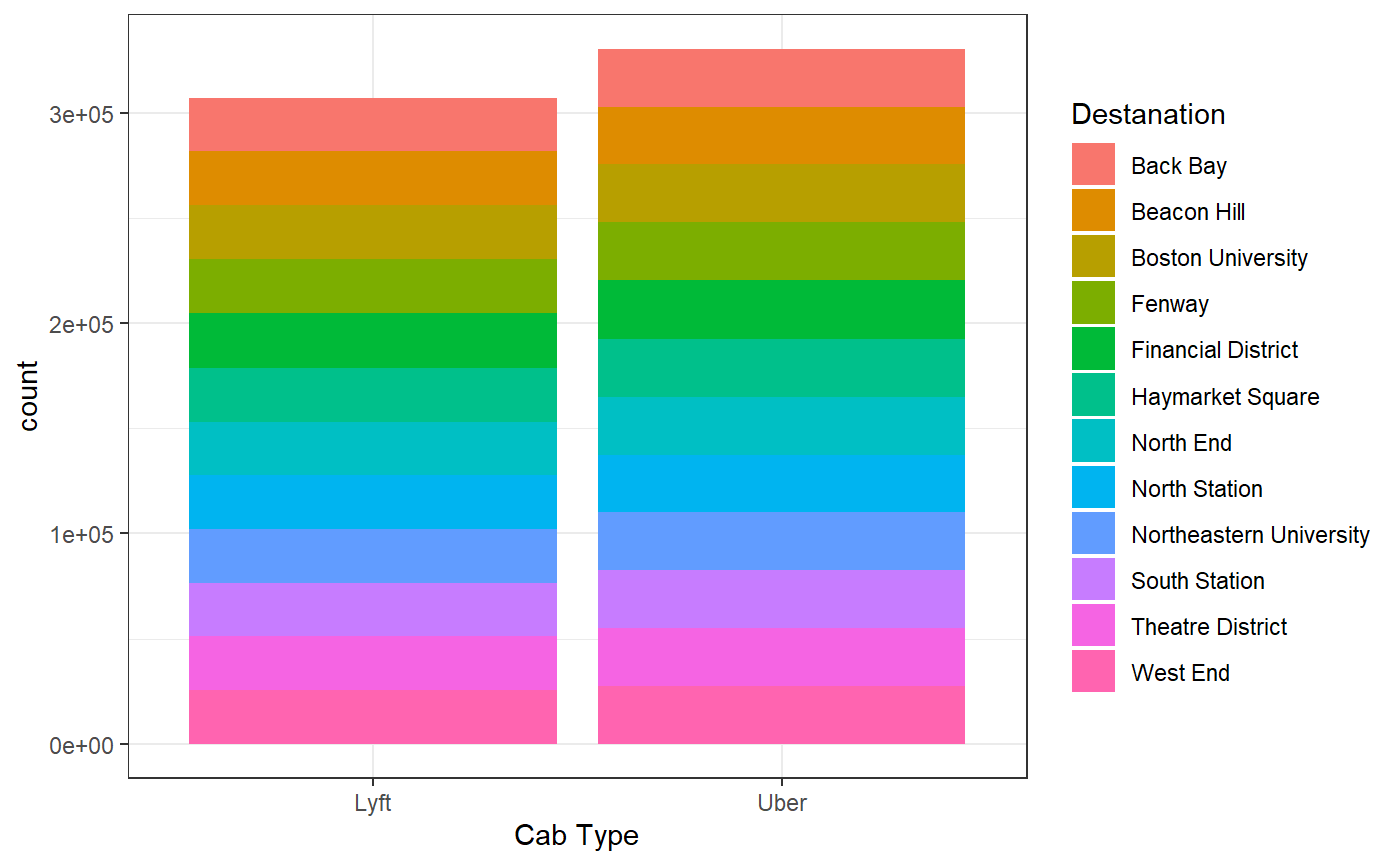 3e+05
2e+05
1e+05
0e+00
count
Lyft
Uber
Cab Type
Destanation
Back Bay
Beacon Hill
Boston University
Fenway
Financial District
Haymarket Square
North End
North Station
Northeastern University
South Station
Theatre District
West End